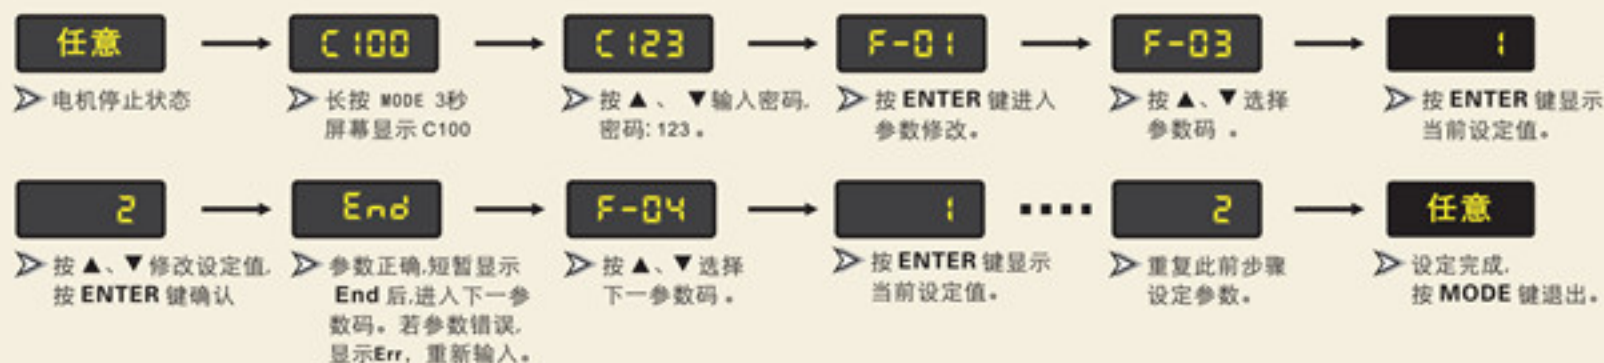 任意
C100
C123
F-01
F-03
1
电机停止状态
长按 MODE 3秒
屏幕显示 C100
按 ▲、▼输入密码.
密码: 123 。
按 ENTER 键进入
参数修改。
按 ▲、▼ 选择
参数码 。
按 ENTER 键显示
当前设定值。
2
End
F-04
1
2
任意
按 ▲、▼ 修改设定值.
按 ENTER 键确认
参数正确.短暂显示
End 后,进入下一参
数码。若参数错误.
显示Err, 重新输入。
按 ▲、▼ 选择
下一参数码 。
按 ENTER 键显示
当前设定值。
重复此前步骤
设定参数。
设定完成.
按 MODE 键退出。